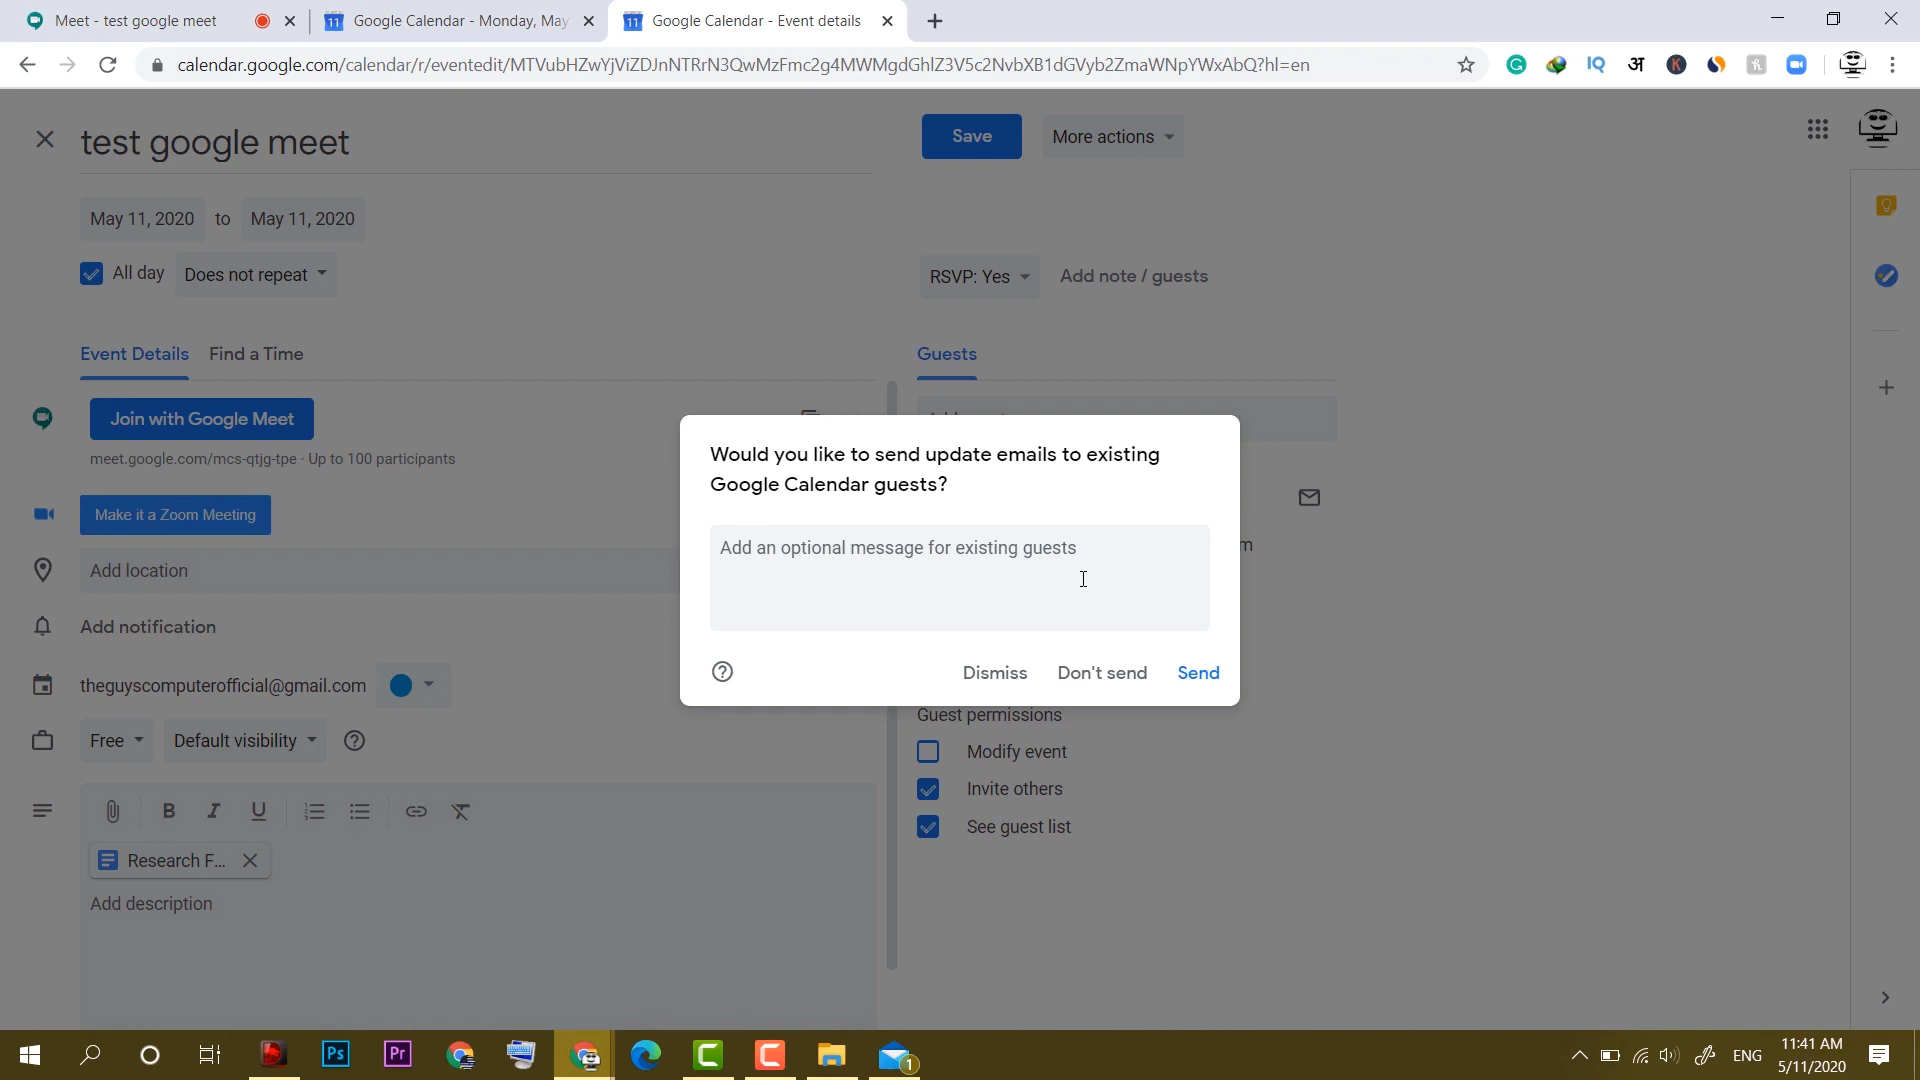 Meet - test google meet
Google Calendar - Monday, May
Google Calendar - Event details
calendar.google.com/calendar/r/eventedit/MTVubHZwYjViZDJnNTRrN3QwMzFmc2g4MWMgdGhlZ3V5c2NvbXB1dGVyb2ZmaWNpYWxAbQ?hl=en
IQ
अ
K
test google meet
Save
More actions
May 11, 2020 to May 11, 2020
All day
Does not repeat
RSVP: Yes
Add note / guests
Event Details
Find a Time
Guests
Join with Google Meet
meet.google.com/mcs-qtjg-tpe · Up to 100 participants
Would you like to send update emails to existing
Google Calendar guests?
Make it a Zoom Meeting
Add an optional message for existing guests
m
Add location
Add notification
theguyscomputerofficial@gmail.com
Dismiss
Don't send
Send
Guest permissions
Free
Default visibility
Modify event
Invite others
See guest list
B I U
Research F...
Add description
Ps
Pr
1
ENG
11:41 AM
5/11/2020